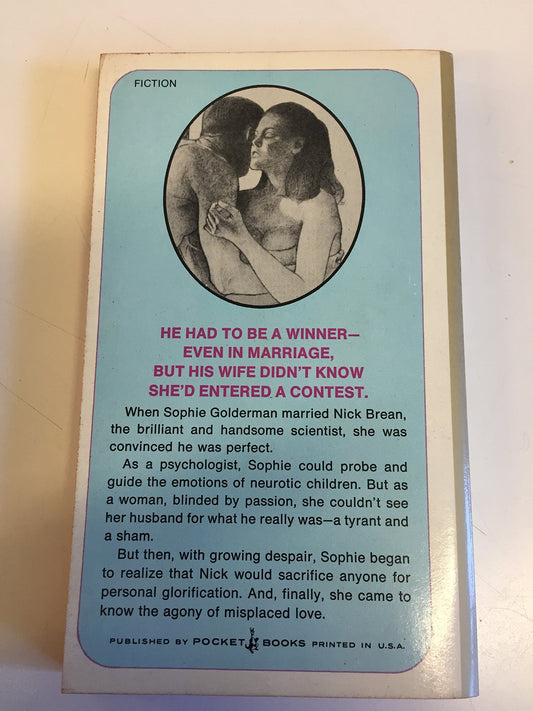 FICTION
HE HAD TO BE A WINNER—
EVEN IN MARRIAGE,
BUT HIS WIFE DIDN'T KNOW
SHE'D ENTERED A CONTEST.
When Sophie Golderman married Nick Brean,
the brilliant and handsome scientist, she was
convinced he was perfect.
As a psychologist, Sophie could probe and
guide the emotions of neurotic children. But as
a woman, blinded by passion, she couldn't see
her husband for what he really was—a tyrant and
a sham.
But then, with growing despair, Sophie began
to realize that Nick would sacrifice anyone for
personal glorification. And, finally, she came to
know the agony of misplaced love.
PUBLISHED BY POCKET BOOKS PRINTED IN U.S.A.